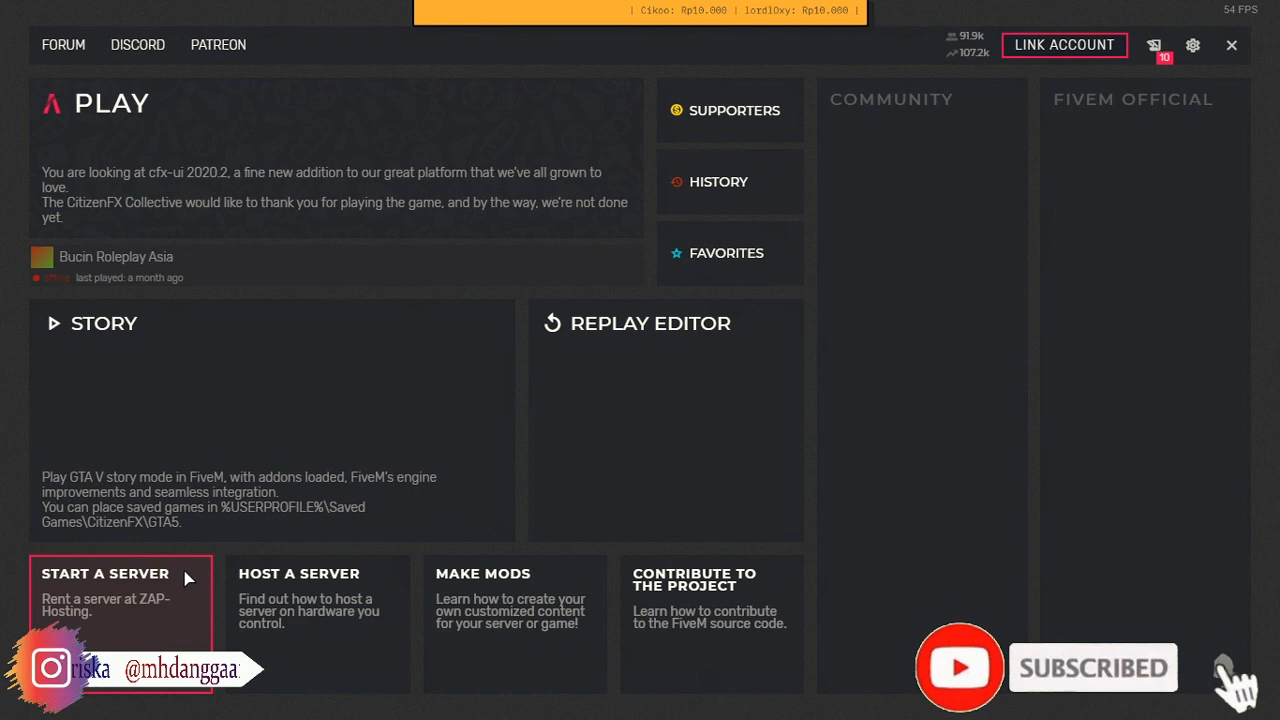 | Cikoo: Rp10.000 | lordlOxy: Rp10.000 |
54 FPS
FORUM DISCORD PATREON
91.9k
107.2k
LINK ACCOUNT
10
PLAY
You are looking at cfx-ui 2020.2, a fine new addition to our great platform that we've all grown to
love.
The CitizenFX Collective would like to thank you for playing the game, and by the way, we're not done
yet.
Bucin Roleplay Asia
offline last played: a month ago
SUPPORTERS
HISTORY
FAVORITES
COMMUNITY
FIVEM OFFICIAL
STORY
Play GTA V story mode in FiveM, with addons loaded, FiveM's engine
improvements and seamless integration.
You can place saved games in %USERPROFILE%\Saved
Games\CitizenFX\GTA5.
REPLAY EDITOR
START A SERVER
Rent a server at ZAP-
Hosting.
HOST A SERVER
Find out how to host a
server on hardware you
control.
MAKE MODS
Learn how to create your
own customized content
for your server or game!
CONTRIBUTE TO
THE PROJECT
Learn how to contribute
to the FiveM source code.
riska @mhdanggaa
SUBSCRIBED